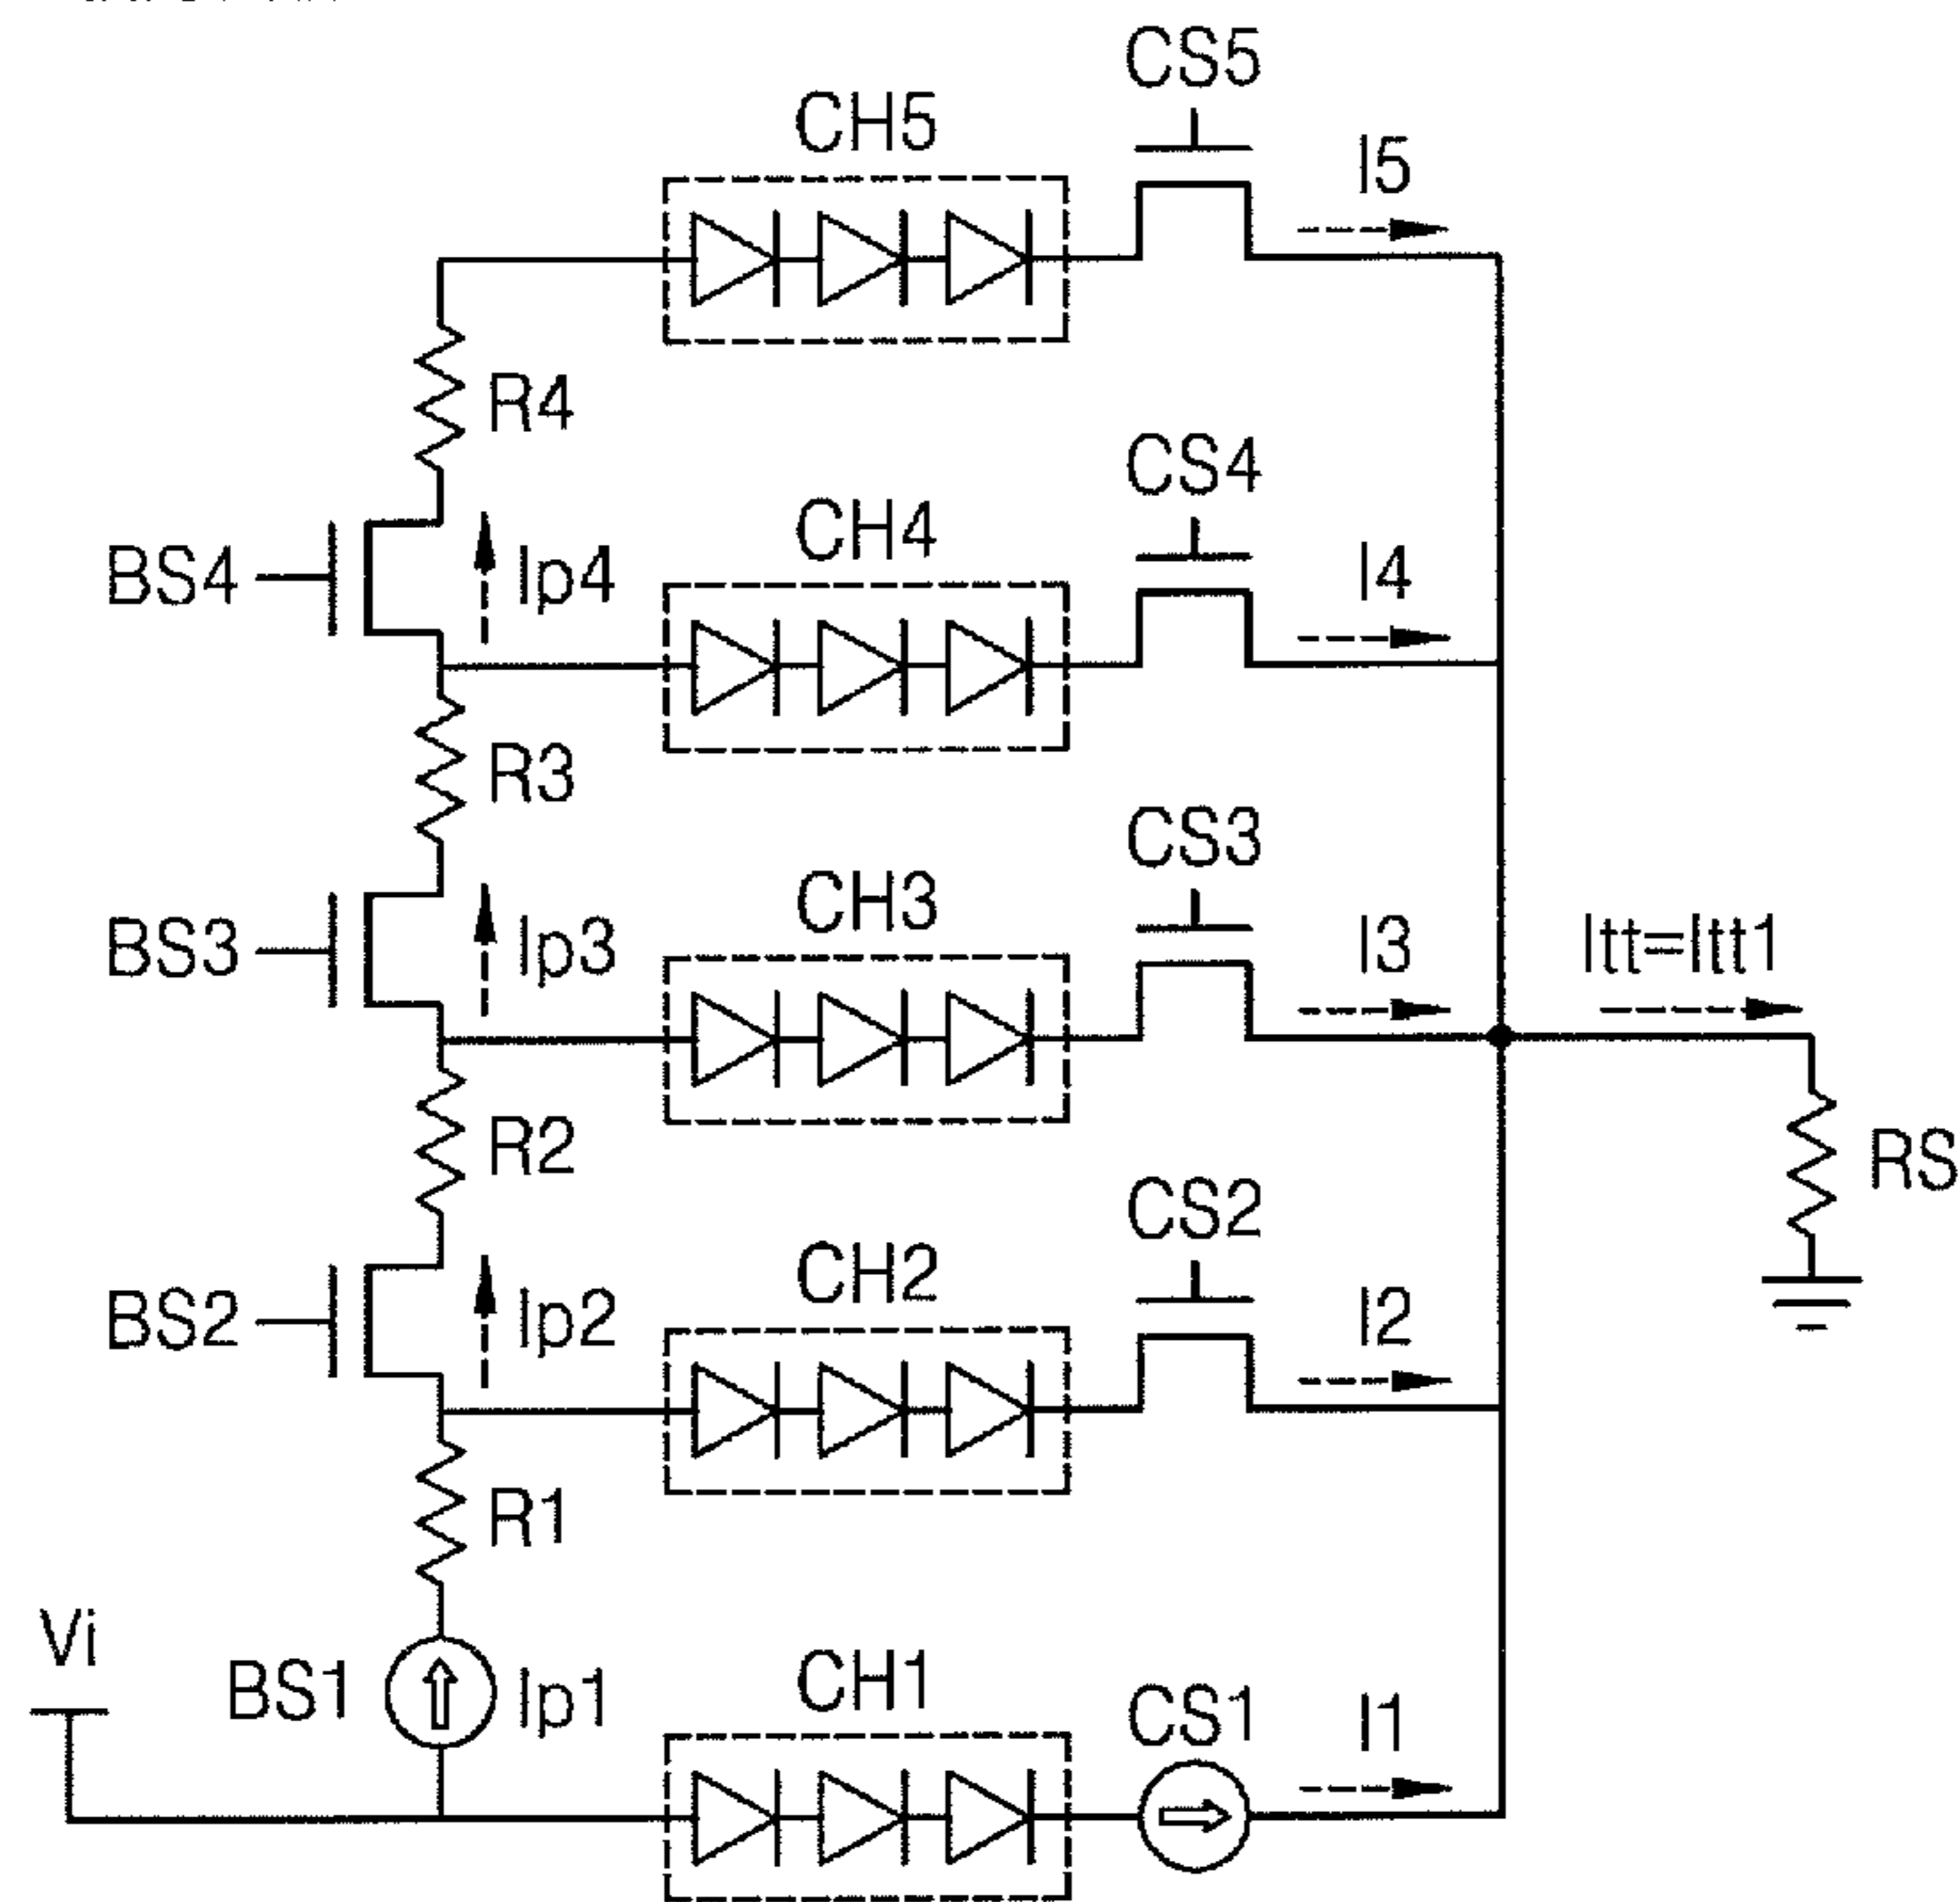 CS5
CH5
I5
R4
CS4
CH4
I4
BS4
Ip4
R3
CS3
CH3
I3
Itt=Itt1
BS3
Ip3
R2
RS
CS2
CH2
I2
BS2
Ip2
R1
Vi
BS1
Ip1
CH1
CS1
I1